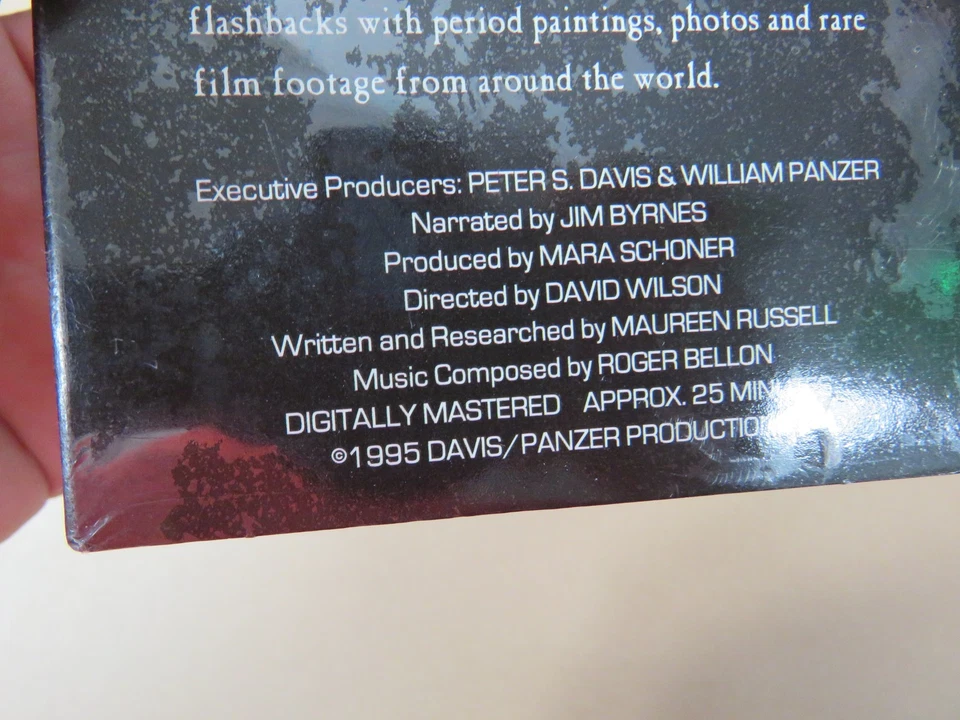 flashbacks with period paintings, photos and rare
film footage from around the world.
Executive Producers: PETER S. DAVIS & WILLIAM PANZER
Narrated by JIM BYRNES
Produced by MARA SCHONER
Directed by DAVID WILSON
Written and Researched by MAUREEN RUSSELL
Music Composed by ROGER BELLON
DIGITALLY MASTERED APPROX. 25
©1995 DAVIS/PANZER